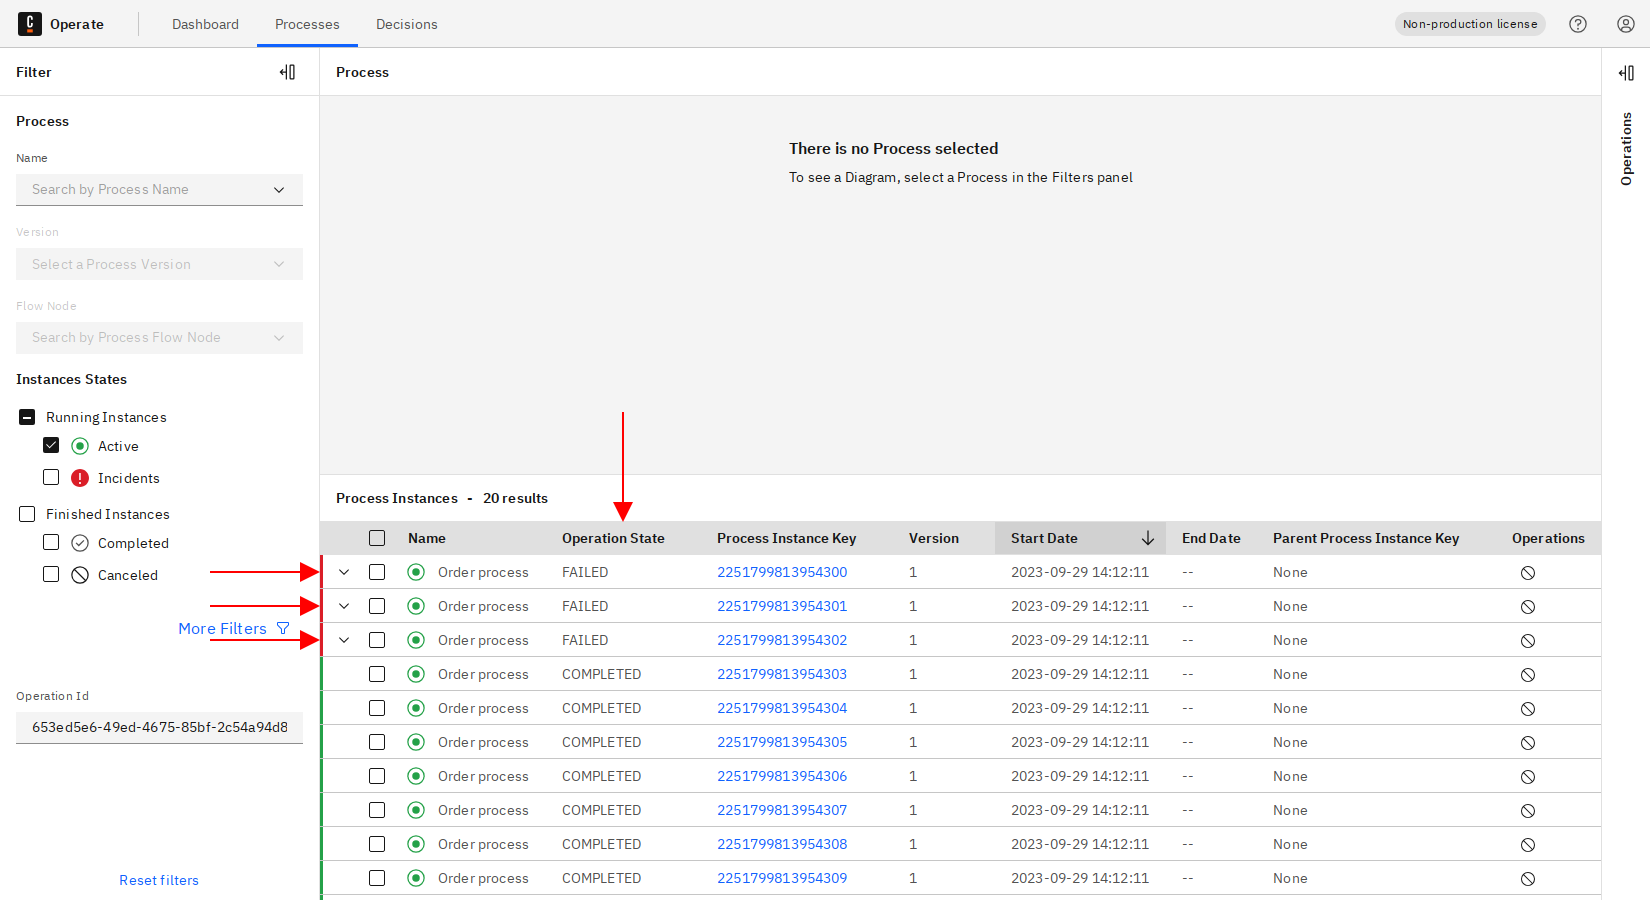 C Operate Dashboard Processes Decisions Non-production license
Filter
Process
Name
Search by Process Name
Version
Select a Process Version
Flow Node
Search by Process Flow Node
Instances States
Running Instances
Active
Incidents
Finished Instances
Completed
Canceled
More Filters
Operation Id
653ed5e6-49ed-4675-85bf-2c54a94d8
Reset filters
Process
There is no Process selected
To see a Diagram, select a Process in the Filters panel
Process Instances - 20 results
Name Operation State Process Instance Key Version Start Date End Date Parent Process Instance Key Operations
Order process FAILED 2251799813954300 1 2023-09-29 14:12:11 -- None
Order process FAILED 2251799813954301 1 2023-09-29 14:12:11 -- None
Order process FAILED 2251799813954302 1 2023-09-29 14:12:11 -- None
Order process COMPLETED 2251799813954303 1 2023-09-29 14:12:11 -- None
Order process COMPLETED 2251799813954304 1 2023-09-29 14:12:11 -- None
Order process COMPLETED 2251799813954305 1 2023-09-29 14:12:11 -- None
Order process COMPLETED 2251799813954306 1 2023-09-29 14:12:11 -- None
Order process COMPLETED 2251799813954307 1 2023-09-29 14:12:11 -- None
Order process COMPLETED 2251799813954308 1 2023-09-29 14:12:11 -- None
Order process COMPLETED 2251799813954309 1 2023-09-29 14:12:11 -- None
Operations